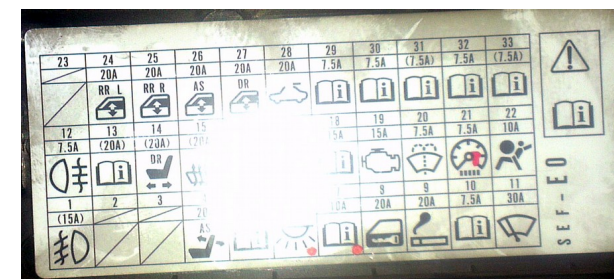 23 24 25 26 27 28 29 30 31 32 33
20A 20A 20A 20A 20A 7.5A 7.5A (7.5A) 7.5A (7.5A)
RR L RR R AS DR
i i i i i
12 13 14 15 18 19 20 21 22
7.5A (20A) (20A) (20A) 15A 7.5A 7.5A 10A
i DR i i
1 2 3 8 9 10 11
(15A) 20 20A 20A 7.5A 30A
AS i i
SEF-E0